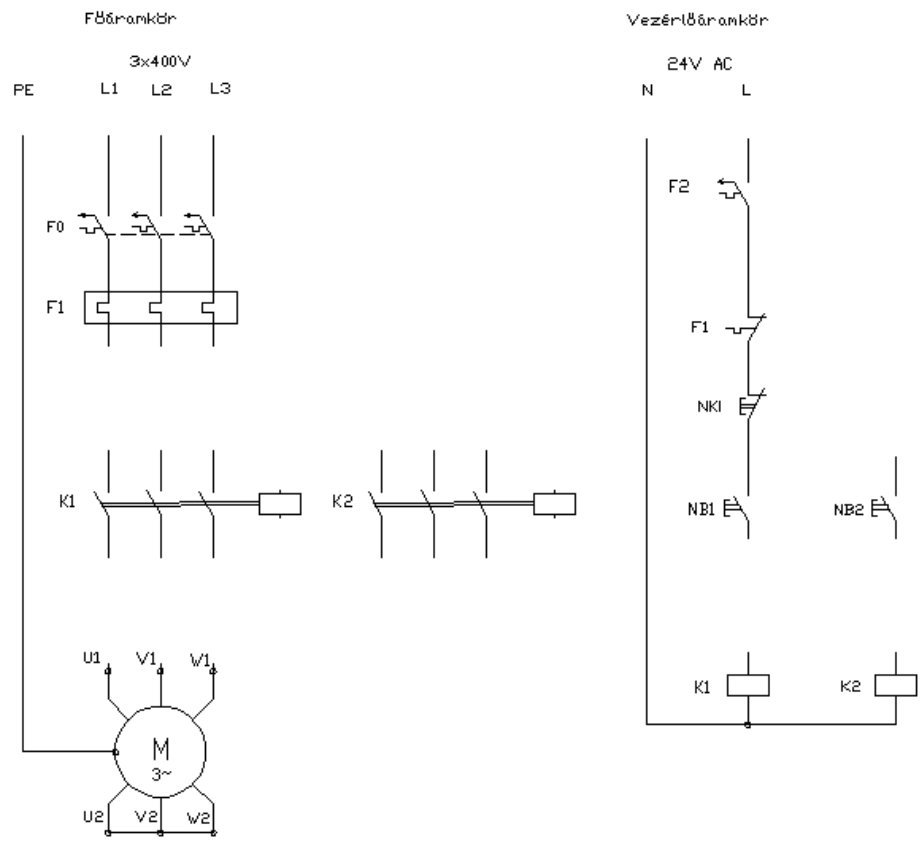 Főáramkör
Vezérlőáramkör
3x400V
24V AC
PE L1 L2 L3
N L
F2
F0
F1
F1
NKI
K1
K2
NB1
NB2
U1 V1 W1
K1
K2
M
3~
U2 V2 W2